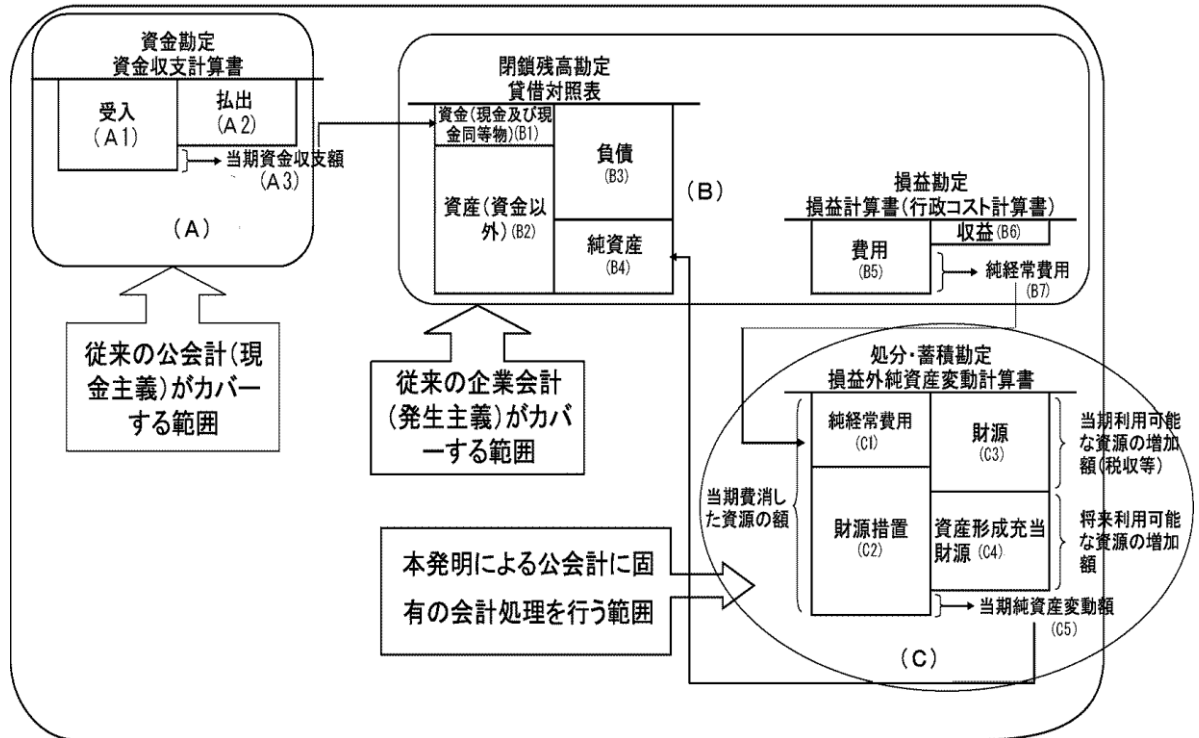 資金勘定
資金収支計算書
受入
(A1)
払出
(A2)
当期資金収支額
(A3)
(A)
従来の公会計(現
金主義)がカバー
する範囲
閉鎖残高勘定
貸借対照表
資金(現金及び現
金同等物)(B1)
資産(資金以
外)(B2)
負債
(B3)
純資産
(B4)
(B)
損益勘定
損益計算書(行政コスト計算書)
費用
(B5)
収益(B6)
純経常費用
(B7)
従来の企業会計
(発生主義)がカバ
ーする範囲
処分・蓄積勘定
損益外純資産変動計算書
純経常費用
(C1)
財源
(C3)
当期利用可能
な資源の増加
額(税収等)
当期費消し
た資源の額
財源措置
(C2)
資産形成充当
財源(C4)
将来利用可能
な資源の増加
額
当期純資産変動額
(C5)
(C)
本発明による公会計に固
有の会計処理を行う範囲